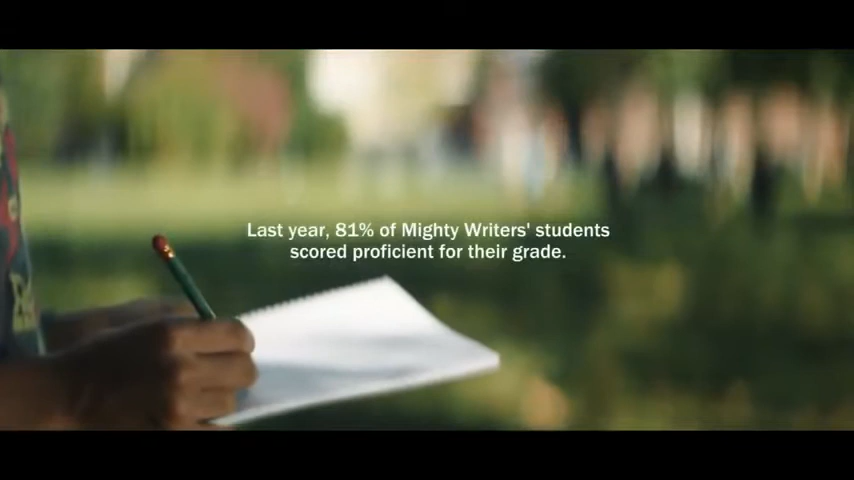 Last year, 81% of Mighty Writers' students
scored proficient for their grade.